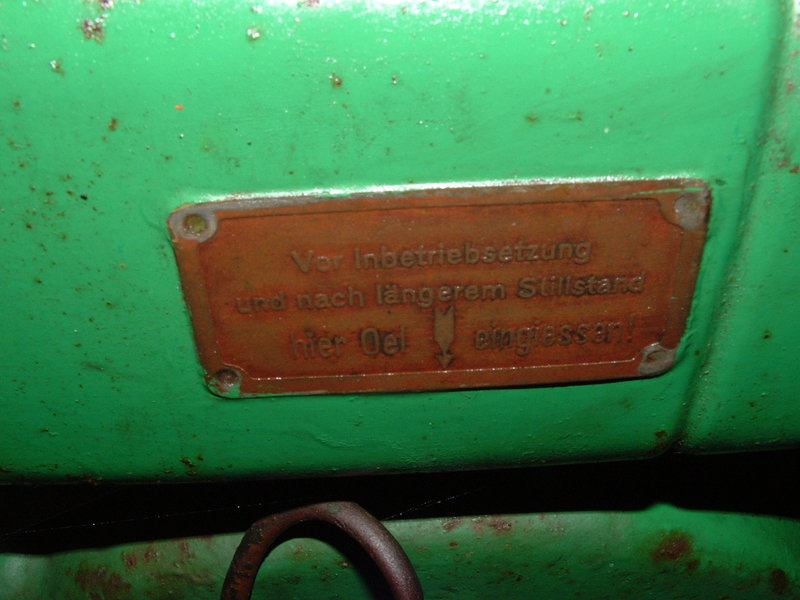 Vor Inbetriebsetzung
und nach längerem Stillstand
hier Oel eingiessen!